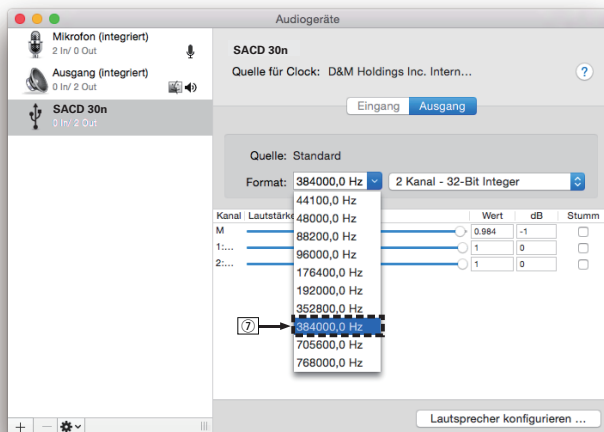 Audiogeräte
Mikrofon (integriert)
2 In/ 0 Out
Ausgang (integriert)
0 In/ 2 Out
SACD 30n
0 In/ 2 Out
SACD 30n
Quelle für Clock: D&M Holdings Inc. Intern...
?
Eingang Ausgang
Quelle: Standard
Format: 384000,0 Hz 2 Kanal - 32-Bit Integer
44100,0 Hz
48000,0 Hz
88200,0 Hz
96000,0 Hz
176400,0 Hz
192000,0 Hz
352800,0 Hz
⑦ 384000,0 Hz
705600,0 Hz
768000,0 Hz
Kanal Lautstärke Wert dB Stumm
M 0.984 -1
1:... 1 0
2:... 1 0
Lautsprecher konfigurieren ...